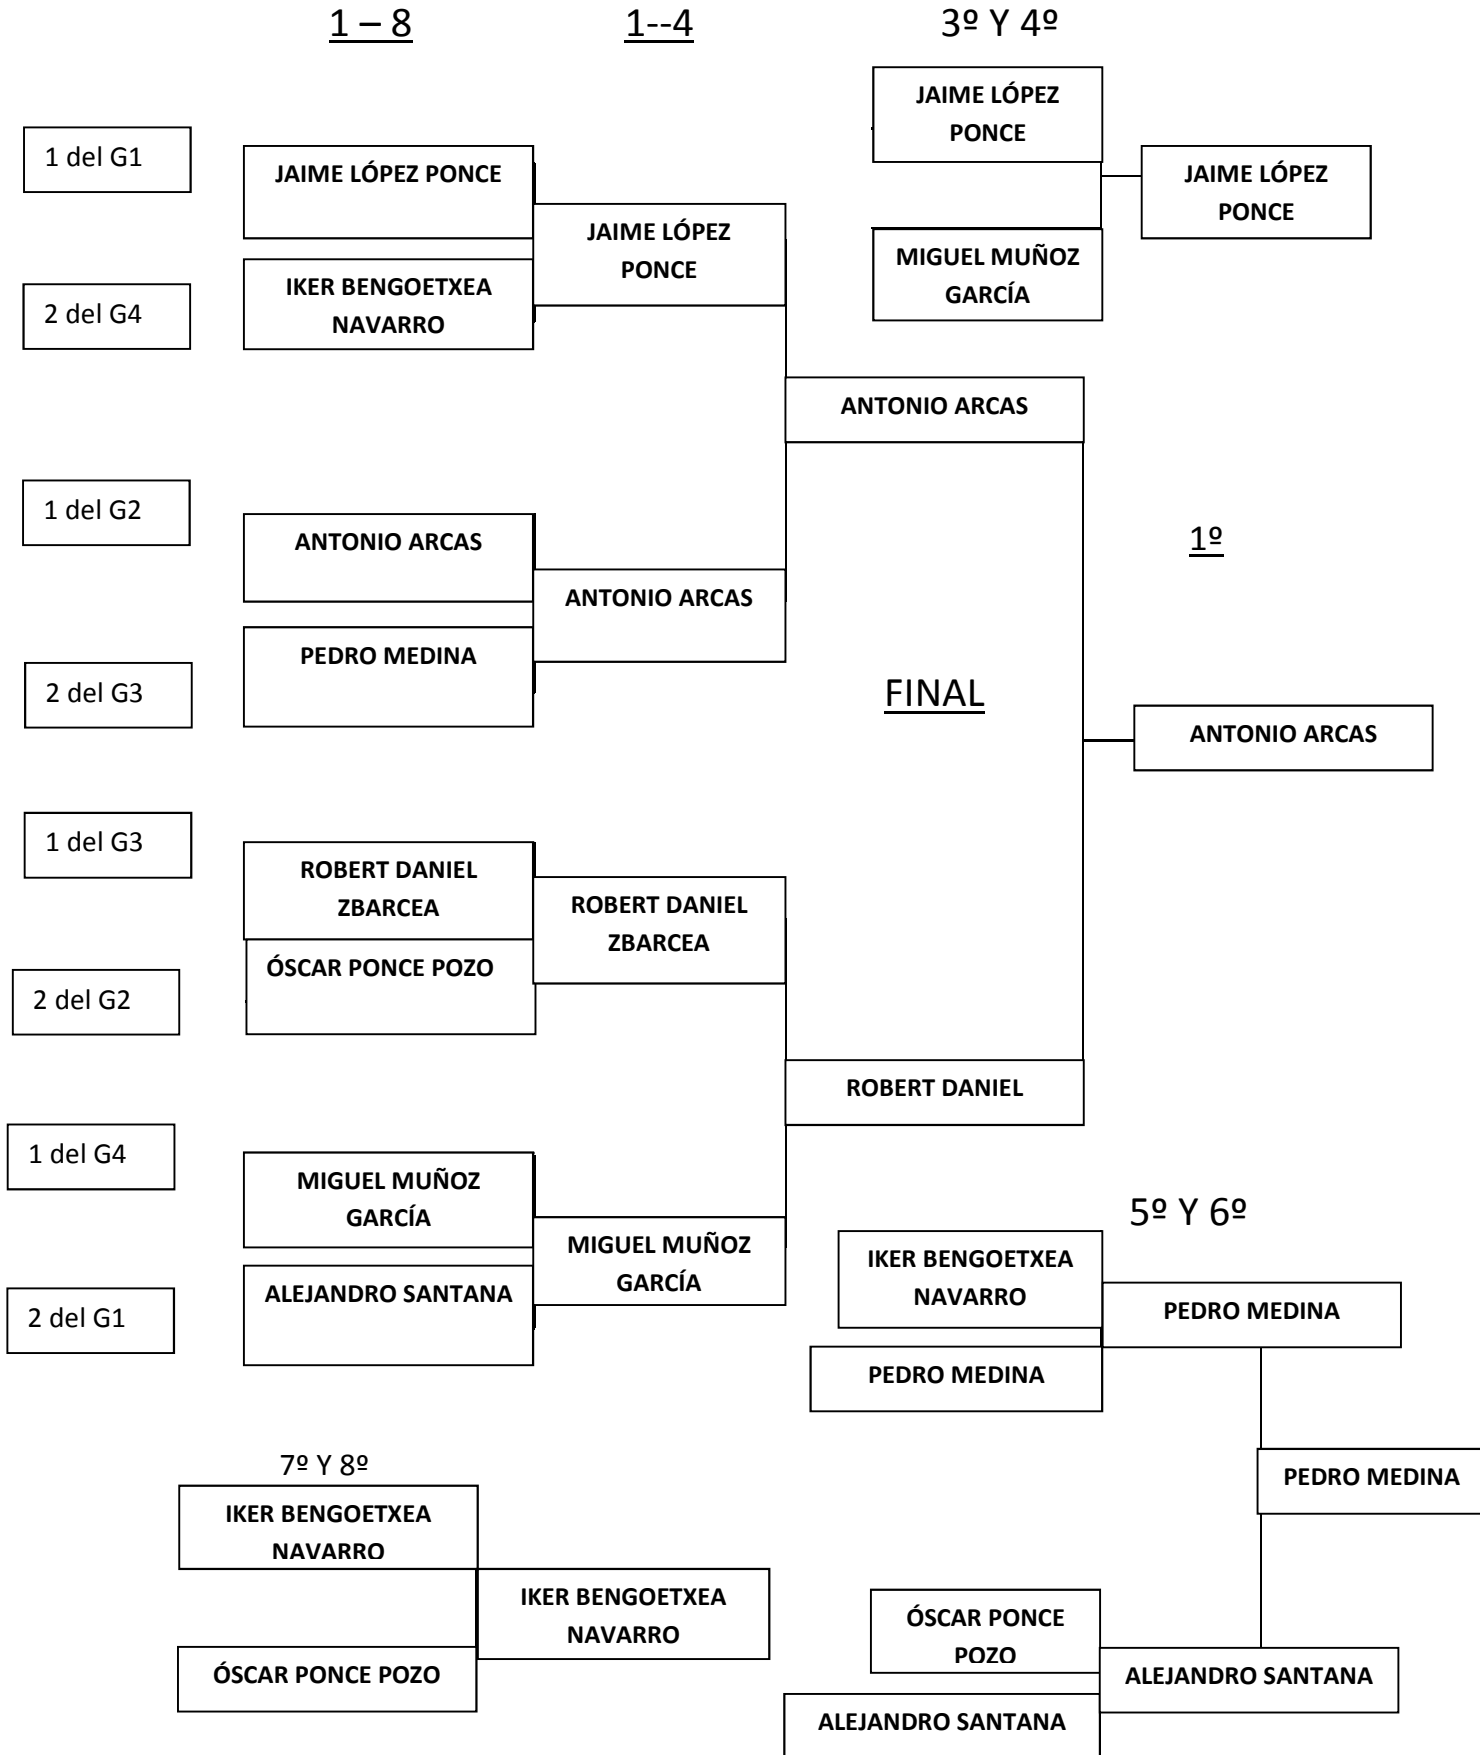 1 – 8
1--4
3º Y 4º
JAIME LÓPEZ
PONCE
1 del G1
JAIME LÓPEZ PONCE
JAIME LÓPEZ
PONCE
JAIME LÓPEZ
PONCE
MIGUEL MUÑOZ
GARCÍA
2 del G4
IKER BENGOETXEA
NAVARRO
ANTONIO ARCAS
1 del G2
ANTONIO ARCAS
1º
ANTONIO ARCAS
PEDRO MEDINA
2 del G3
FINAL
ANTONIO ARCAS
1 del G3
ROBERT DANIEL
ZBARCEA
ROBERT DANIEL
ZBARCEA
ÓSCAR PONCE POZO
2 del G2
ROBERT DANIEL
1 del G4
MIGUEL MUÑOZ
GARCÍA
5º Y 6º
MIGUEL MUÑOZ
GARCÍA
IKER BENGOETXEA
NAVARRO
ALEJANDRO SANTANA
2 del G1
PEDRO MEDINA
PEDRO MEDINA
7º Y 8º
PEDRO MEDINA
IKER BENGOETXEA
NAVARRO
IKER BENGOETXEA
NAVARRO
ÓSCAR PONCE
POZO
ÓSCAR PONCE POZO
ALEJANDRO SANTANA
ALEJANDRO SANTANA